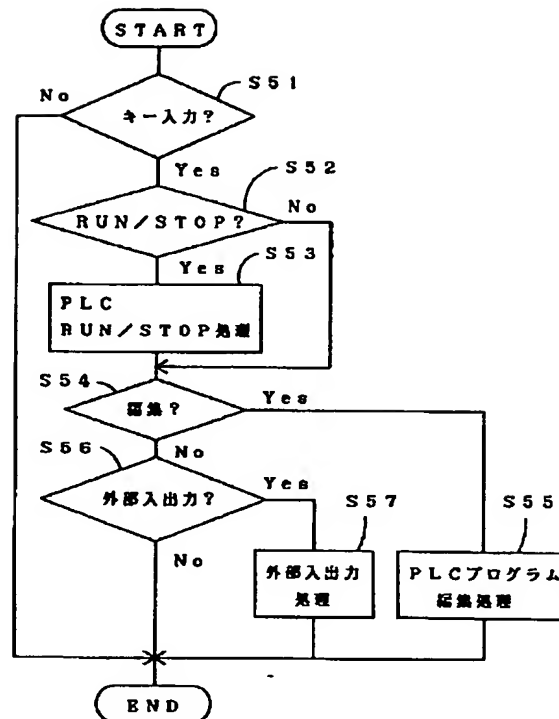 START
S51
No
キー入力?
Yes
S52
RUN/STOP?
No
Yes
S53
PLC
RUN/STOP処理
S54
編集?
Yes
No
S56
外部入出力?
Yes
S57
S55
No
外部入出力
処理
PLCプログラム
編集処理
END